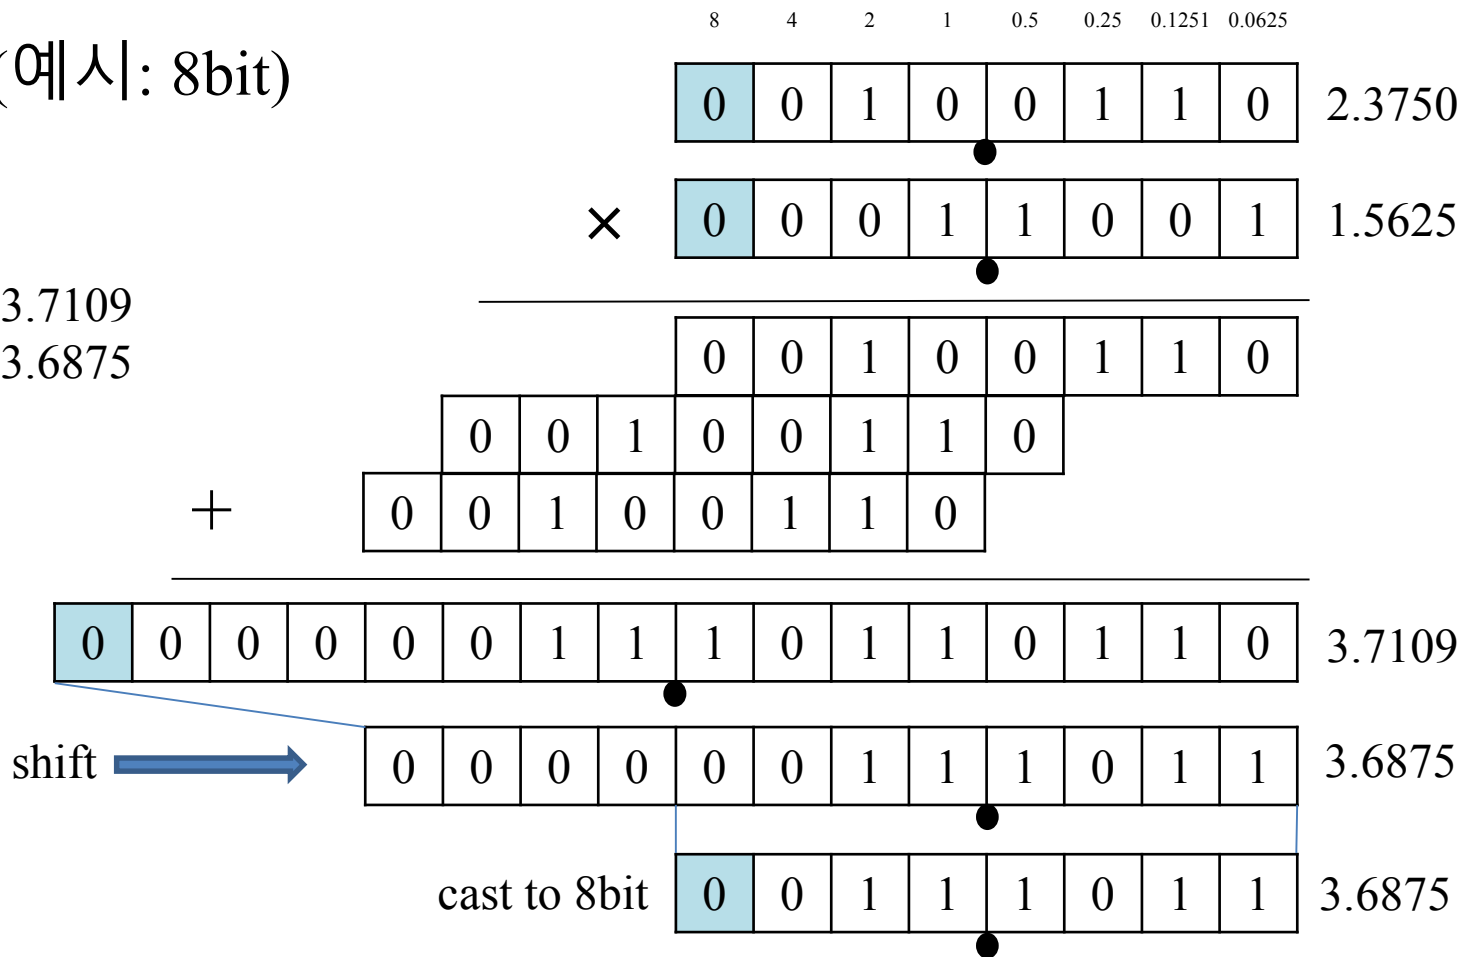 8 4 2 1 0.5 0.25 0.1251 0.0625
(예시: 8bit)
0 0 1 0 0 1 1 0 2.3750
× 0 0 0 1 1 0 0 1 1.5625
3.7109
3.6875
0 0 1 0 0 1 1 0
0 0 1 0 0 1 1 0
+ 0 0 1 0 0 1 1 0
0 0 0 0 0 0 1 1 1 0 1 1 0 1 1 0 3.7109
shift 0 0 0 0 0 0 1 1 1 0 1 1 3.6875
cast to 8bit 0 0 1 1 1 0 1 1 3.6875